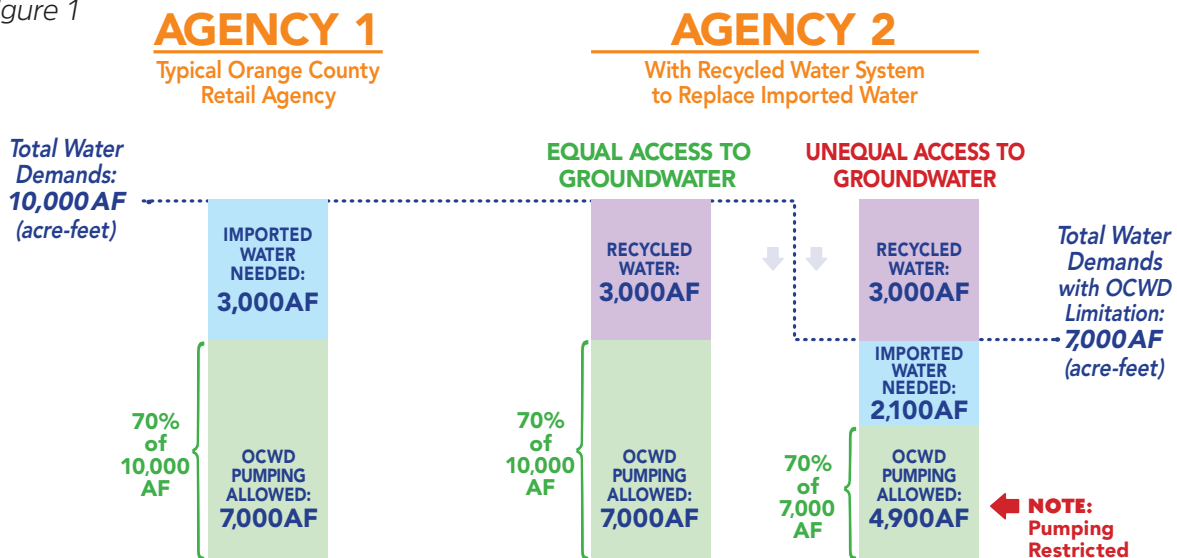 gure 1
AGENCY 1
Typical Orange County
Retail Agency
AGENCY 2
With Recycled Water System
to Replace Imported Water
Total Water
Demands:
10,000 AF
(acre-feet)
IMPORTED
WATER
NEEDED:
3,000AF
70%
of
10,000
AF
OCWD
PUMPING
ALLOWED:
7,000AF
EQUAL ACCESS TO
GROUNDWATER
RECYCLED
WATER:
3,000AF
70%
of
10,000
AF
OCWD
PUMPING
ALLOWED:
7,000AF
UNEQUAL ACCESS TO
GROUNDWATER
RECYCLED
WATER:
3,000AF
IMPORTED
WATER
NEEDED:
2,100AF
70%
of
7,000
AF
OCWD
PUMPING
ALLOWED:
4,900AF
Total Water
Demands
with OCWD
Limitation:
7,000 AF
(acre-feet)
NOTE:
Pumping
Restricted